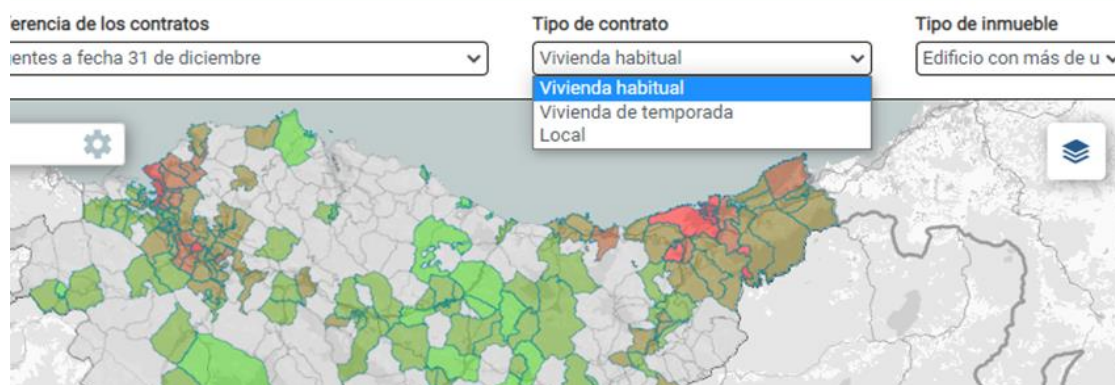 erencia de los contratos
Tipo de contrato
Tipo de inmueble
entes a fecha 31 de diciembre
Vivienda habitual
Edificio con más de u
Vivienda habitual
Vivienda de temporada
Local